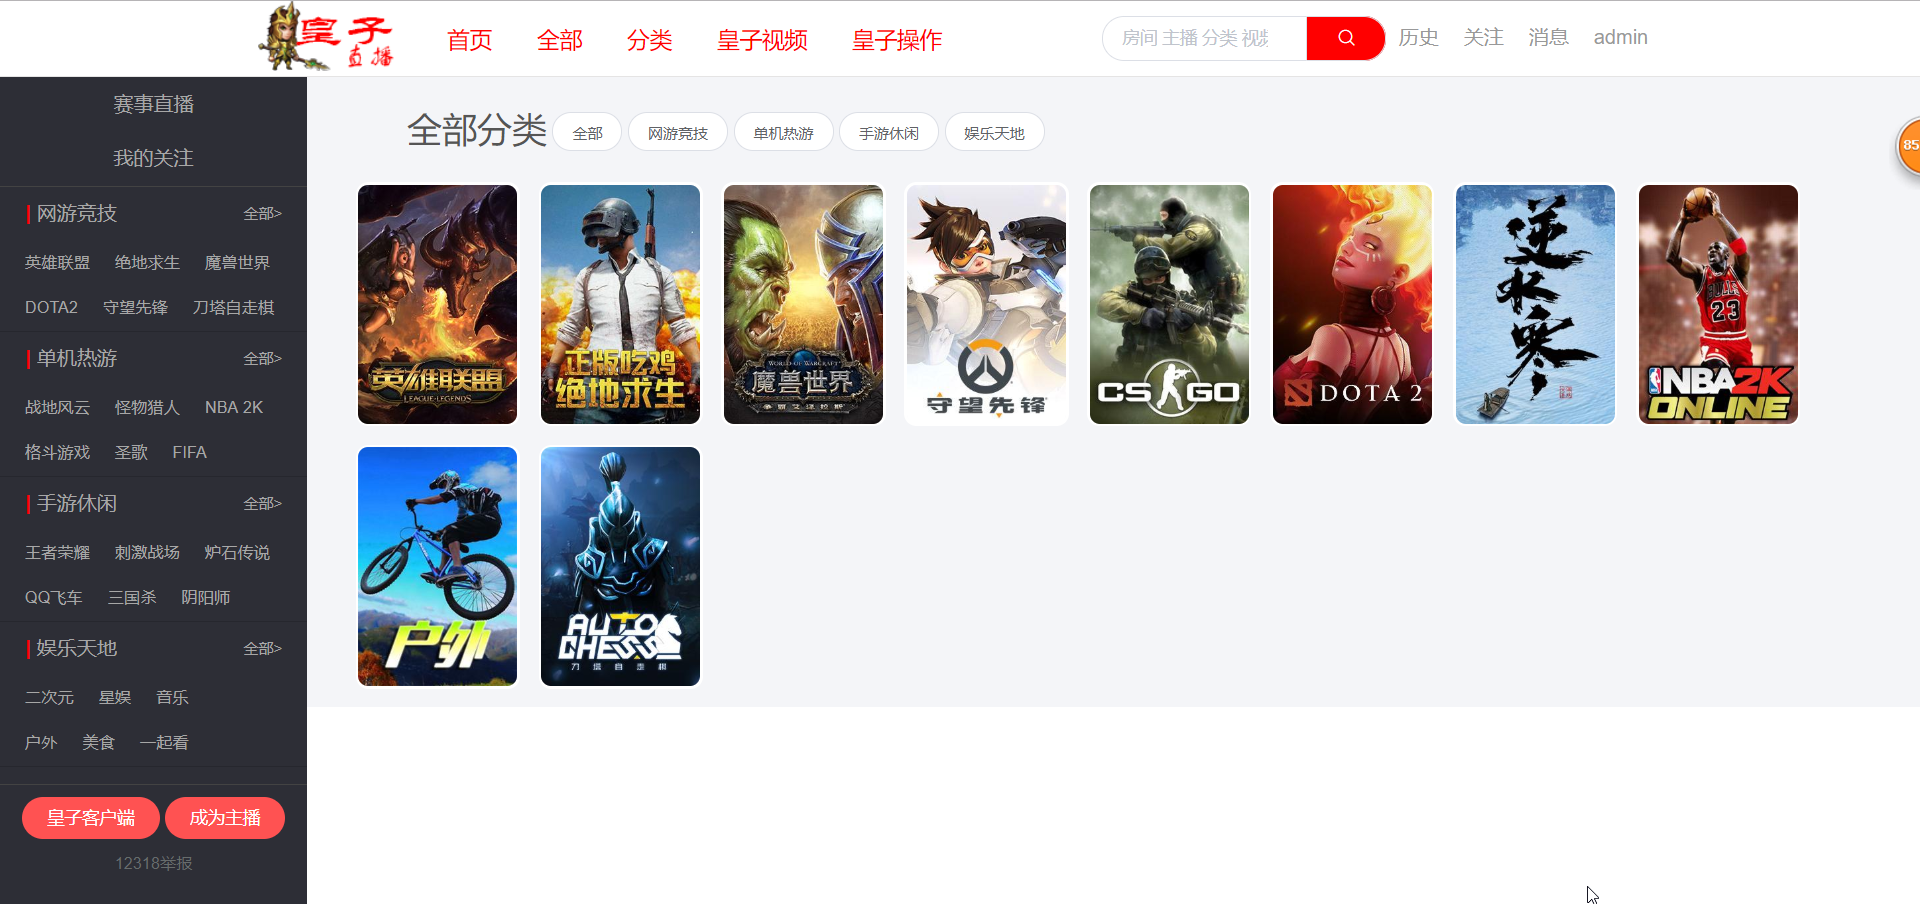 皇子
直播
首页 全部 分类 皇子视频 皇子操作
房间 主播 分类 视频
历史 关注 消息 admin
赛事直播
我的关注
网游竞技 全部>
英雄联盟 绝地求生 魔兽世界
DOTA2 守望先锋 刀塔自走棋
单机热游 全部>
战地风云 怪物猎人 NBA 2K
格斗游戏 圣歌 FIFA
手游休闲 全部>
王者荣耀 刺激战场 炉石传说
QQ飞车 三国杀 阴阳师
娱乐天地 全部>
二次元 星娱 音乐
户外 美食 一起看
皇子客户端 成为主播
12318举报
全部分类 全部 网游竞技 单机热游 手游休闲 娱乐天地
85
英雄联盟
LEAGUE LEGENDS
正版吃鸡
绝地求生
WORLD OF WARCRAFT
魔兽世界
争霸艾泽拉斯
守望先锋
CS GO
DOTA 2
逆水寒
BULLS
23
NBA2K
ONLINE
户外
AUTO
CHESS
刀塔自走棋